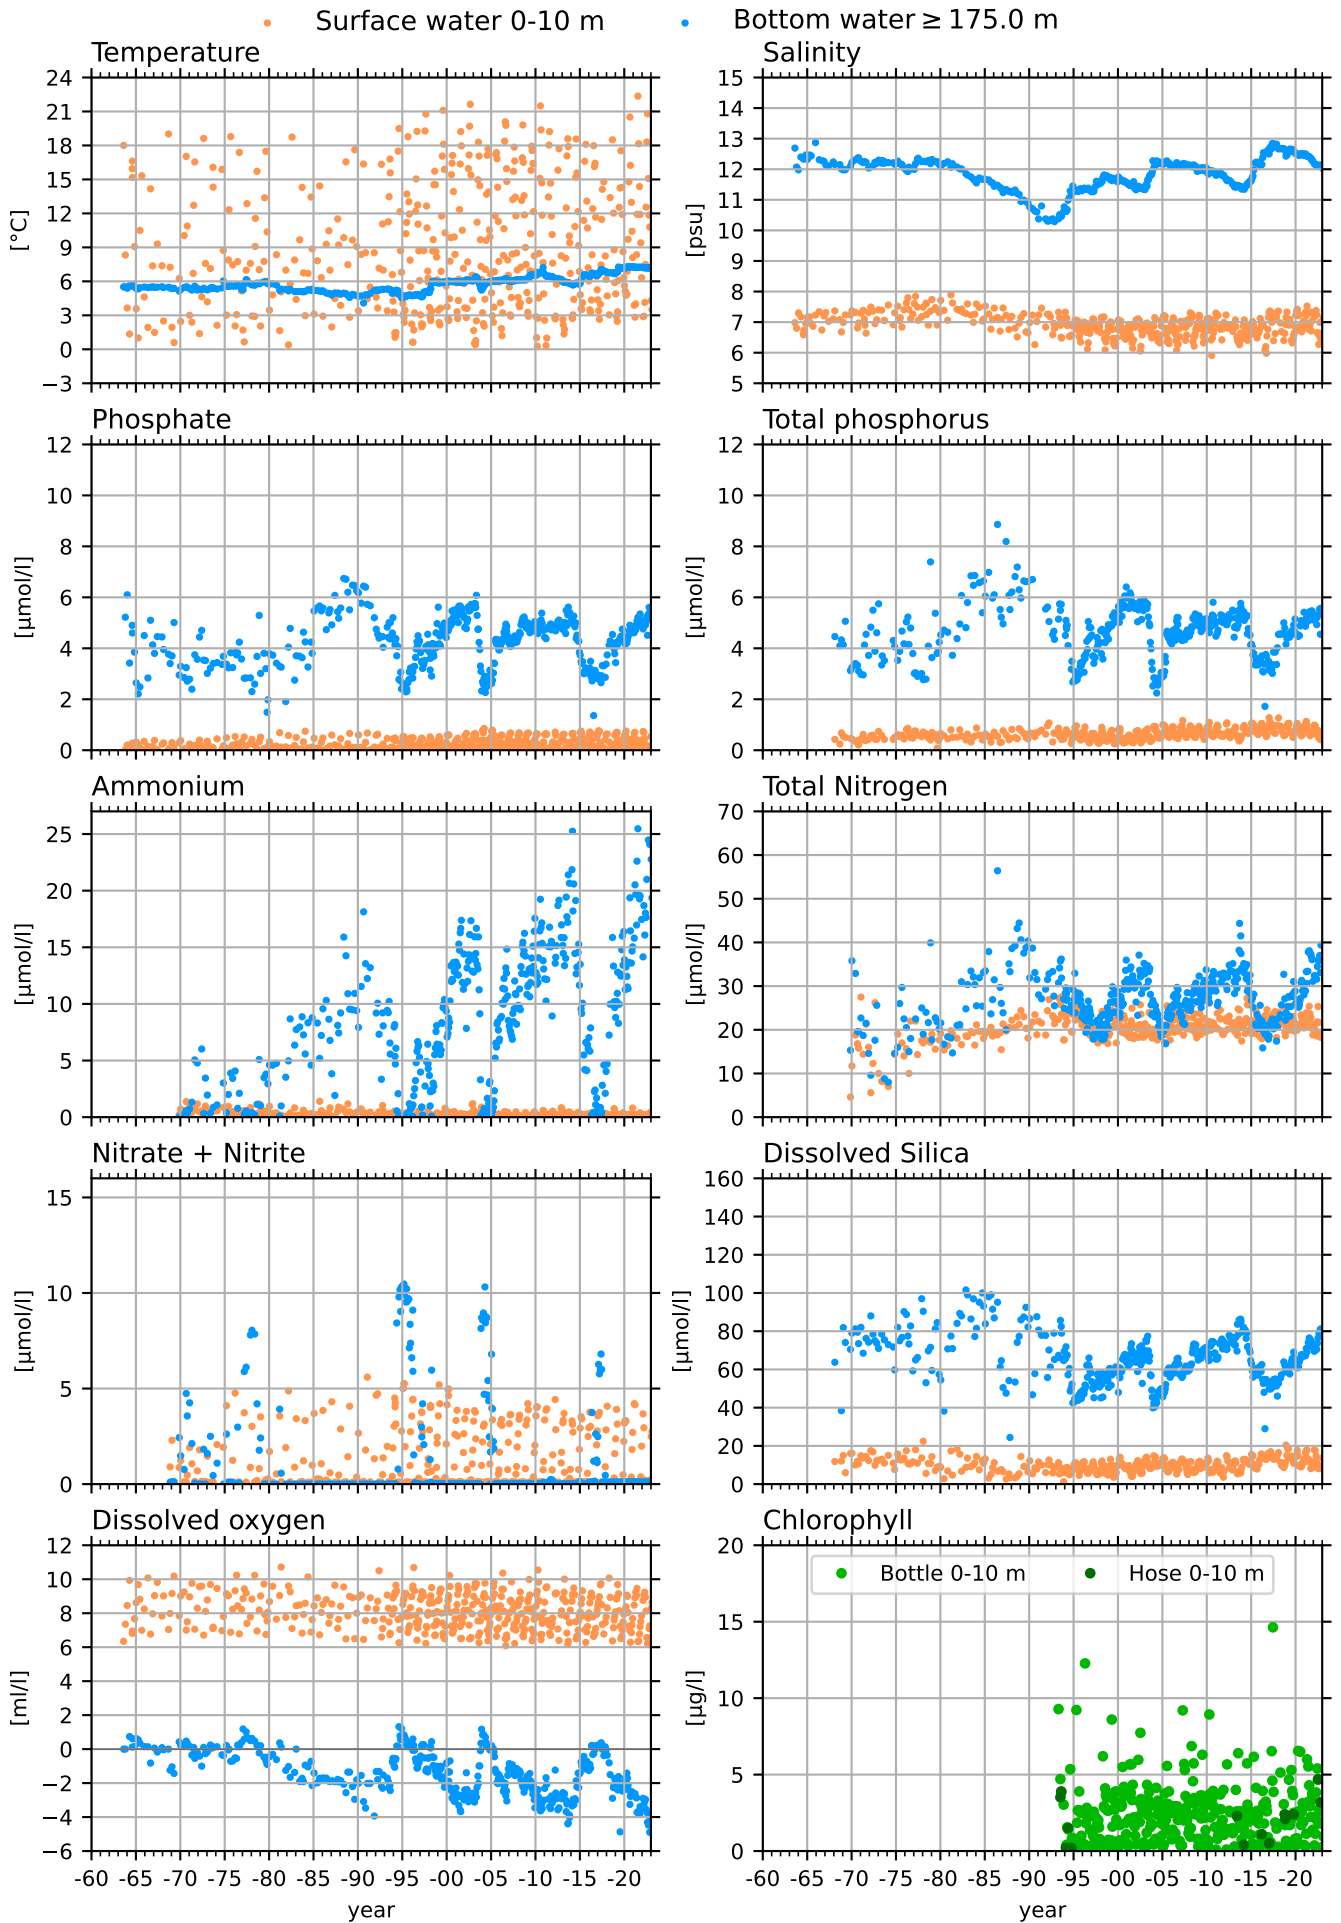 Surface water 0-10 m    Bottom water ≥ 175.0 m
Temperature
24
21
18
15
12
9
6
3
0
−3
[°C]
Salinity
15
14
13
12
11
10
9
8
7
6
5
[psu]
Phosphate
12
10
8
6
4
2
0
[µmol/l]
Total phosphorus
12
10
8
6
4
2
0
[µmol/l]
Ammonium
25
20
15
10
5
0
[µmol/l]
Total Nitrogen
70
60
50
40
30
20
10
0
[µmol/l]
Nitrate + Nitrite
15
10
5
0
[µmol/l]
Dissolved Silica
160
140
120
100
80
60
40
20
0
[µmol/l]
Dissolved oxygen
12
10
8
6
4
2
0
−2
−4
−6
[ml/l]
-60 -65 -70 -75 -80 -85 -90 -95 -00 -05 -10 -15 -20
year
Chlorophyll
Bottle 0-10 m    Hose 0-10 m
20
15
10
5
0
[µg/l]
-60 -65 -70 -75 -80 -85 -90 -95 -00 -05 -10 -15 -20
year